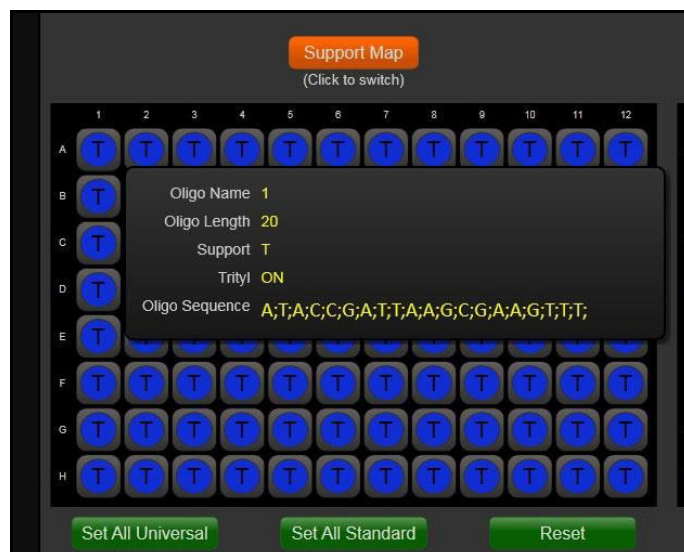 Support Map
(Click to switch)
1 2 3 4 5 6 7 8 9 10 11 12
A T T T T T T T T T T T T
B T
Oligo Name 1
Oligo Length 20
C T
Support T
Trityl ON
D T
Oligo Sequence A;T;A;C;C;G;A;T;T;A;A;G;C;G;A;A;G;T;T;T;
E T
F T T T T T T T T T T T T
G T T T T T T T T T T T T
H T T T T T T T T T T T T
Set All Universal Set All Standard Reset